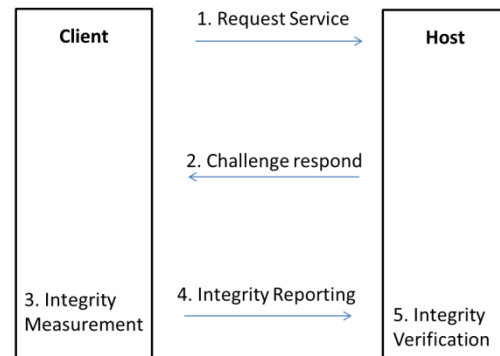 Client
1. Request Service
Host
2. Challenge respond
3. Integrity
Measurement
4. Integrity Reporting
5. Integrity
Verification